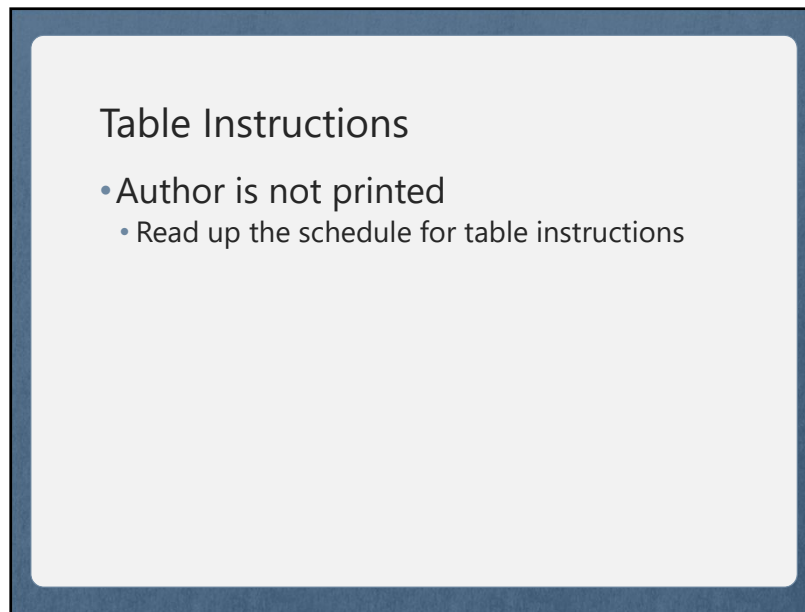 Table Instructions
•Author is not printed
• Read up the schedule for table instructions